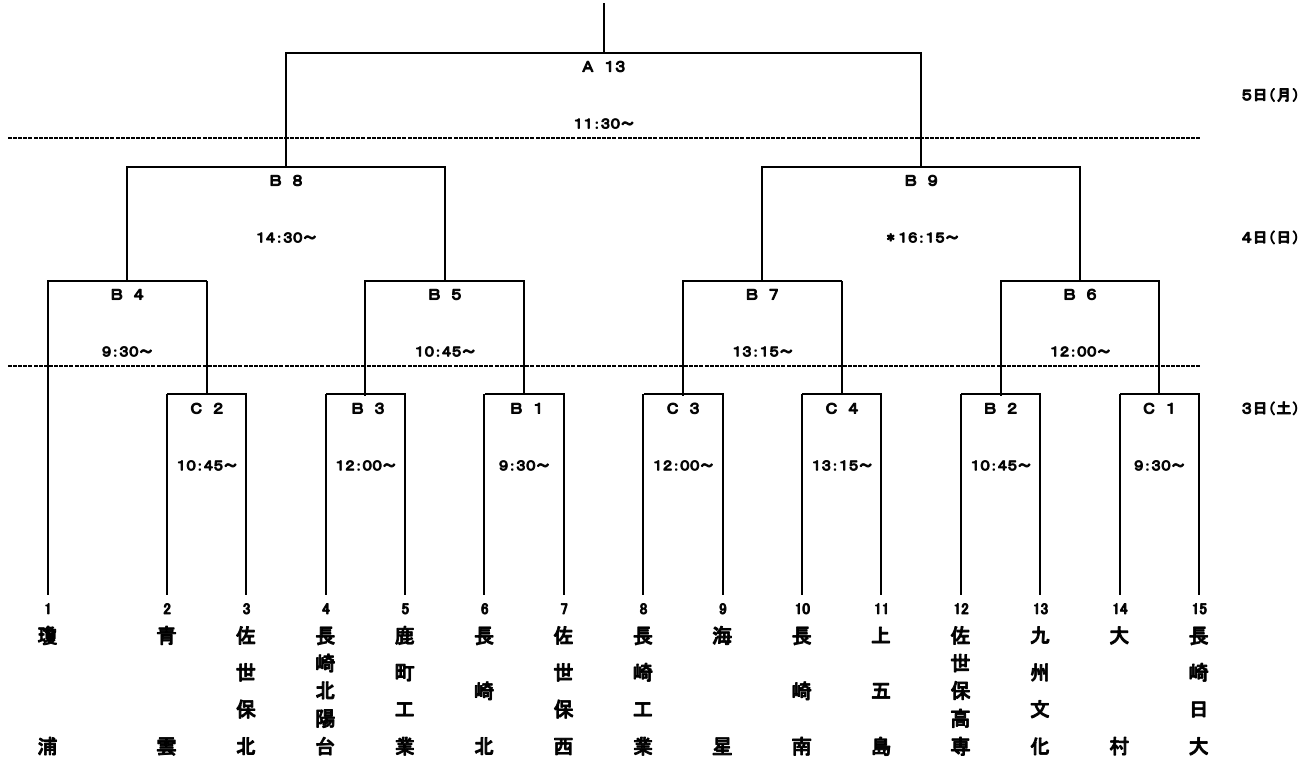 A 13
5日(月)
11:30～
B 8
B 9
14:30～
*16:15～
4日(日)
B 4
B 5
B 7
B 6
9:30～
10:45～
13:15～
12:00～
C 2
B 3
B 1
C 3
C 4
B 2
C 1
3日(土)
10:45～
12:00～
9:30～
12:00～
13:15～
10:45～
9:30～
1
2
3
4
5
6
7
8
9
10
11
12
13
14
15
瓊浦
青雲
佐世保北
長崎北陽台
鹿町工業
長崎北
佐世保西
長崎工業
海星
長崎南
上五島
佐世保高専
九州文化
大村
長崎日大